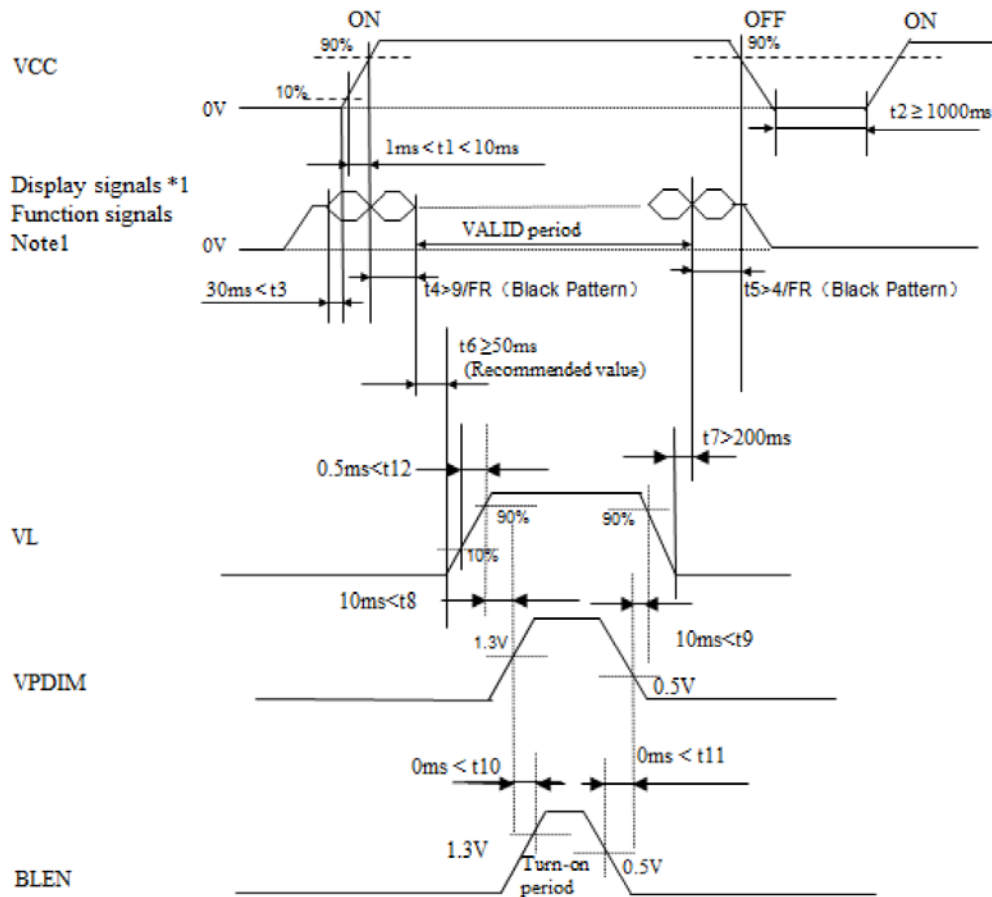 ON OFF ON
90% 90%
VCC
10%
0V
t2 ≥ 1000ms
1ms < t1 < 10ms
Display signals *1
Function signals
Note1
0V
VALID period
30ms < t3
t4>9/FR（Black Pattern）
t5>4/FR（Black Pattern）
t6 ≥50ms
(Recommended value)
t7>200ms
0.5ms<t12
90% 90%
VL
10%
10ms<t8
10ms<t9
1.3V
VPDIM
0.5V
0ms < t10
0ms < t11
1.3V
Turn-on
period
0.5V
BLEN